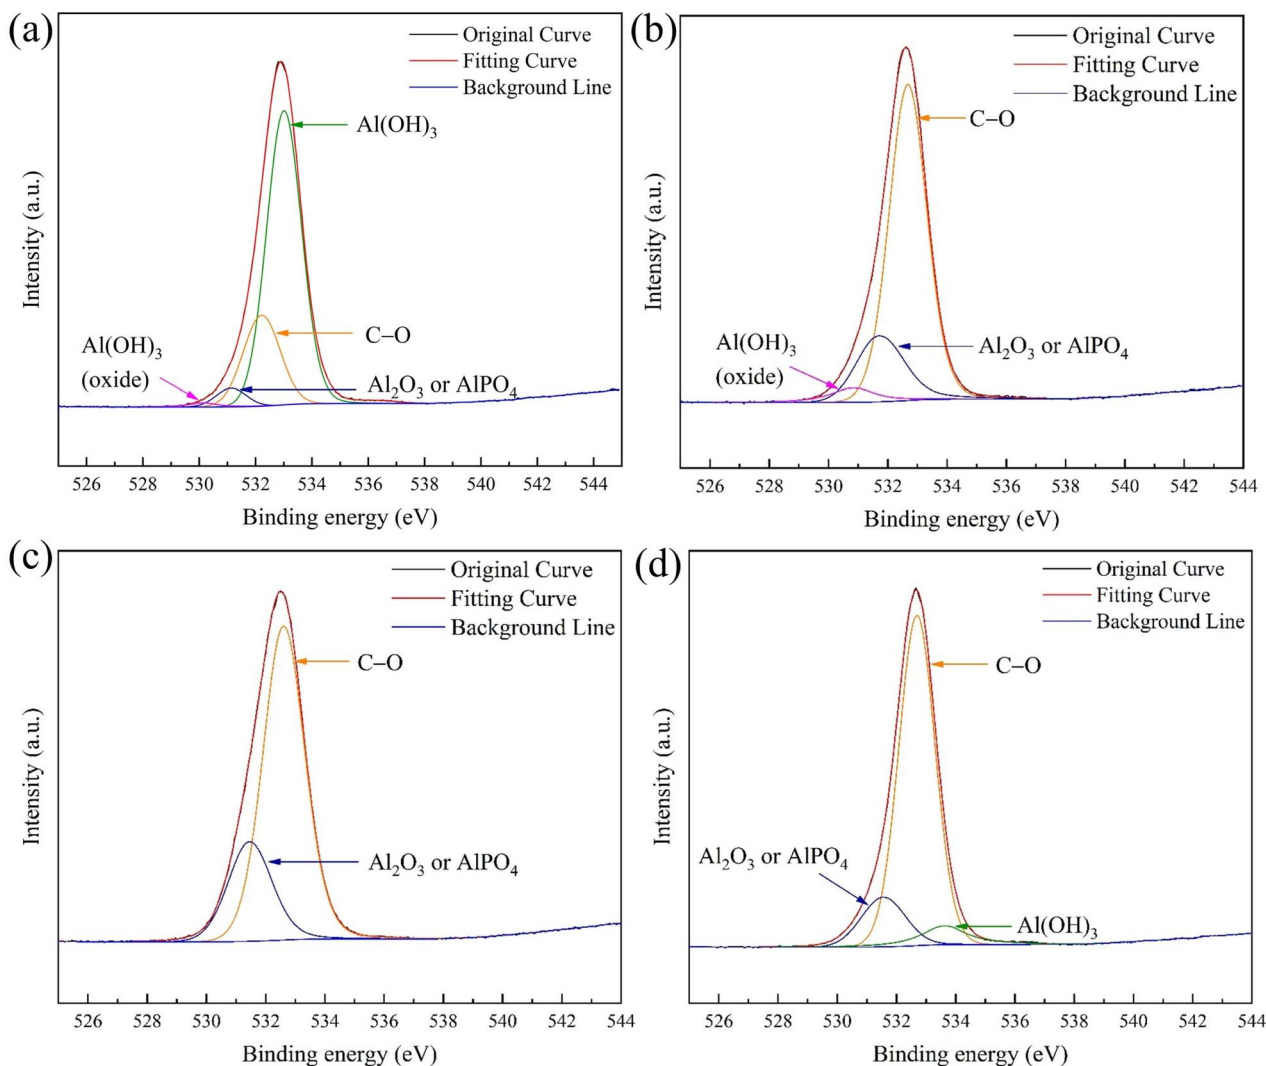 (a)
Original Curve
Fitting Curve
Background Line
Al(OH)₃
C–O
Al(OH)₃
(oxide)
Al₂O₃ or AlPO₄
Intensity (a.u.)
526 528 530 532 534 536 538 540 542 544
Binding energy (eV)
(b)
Original Curve
Fitting Curve
Background Line
C–O
Al₂O₃ or AlPO₄
Al(OH)₃
(oxide)
Intensity (a.u.)
526 528 530 532 534 536 538 540 542 544
Binding energy (eV)
(c)
Original Curve
Fitting Curve
Background Line
C–O
Al₂O₃ or AlPO₄
Intensity (a.u.)
526 528 530 532 534 536 538 540 542 544
Binding energy (eV)
(d)
Original Curve
Fitting Curve
Background Line
C–O
Al₂O₃ or AlPO₄
Al(OH)₃
Intensity (a.u.)
526 528 530 532 534 536 538 540 542 544
Binding energy (eV)